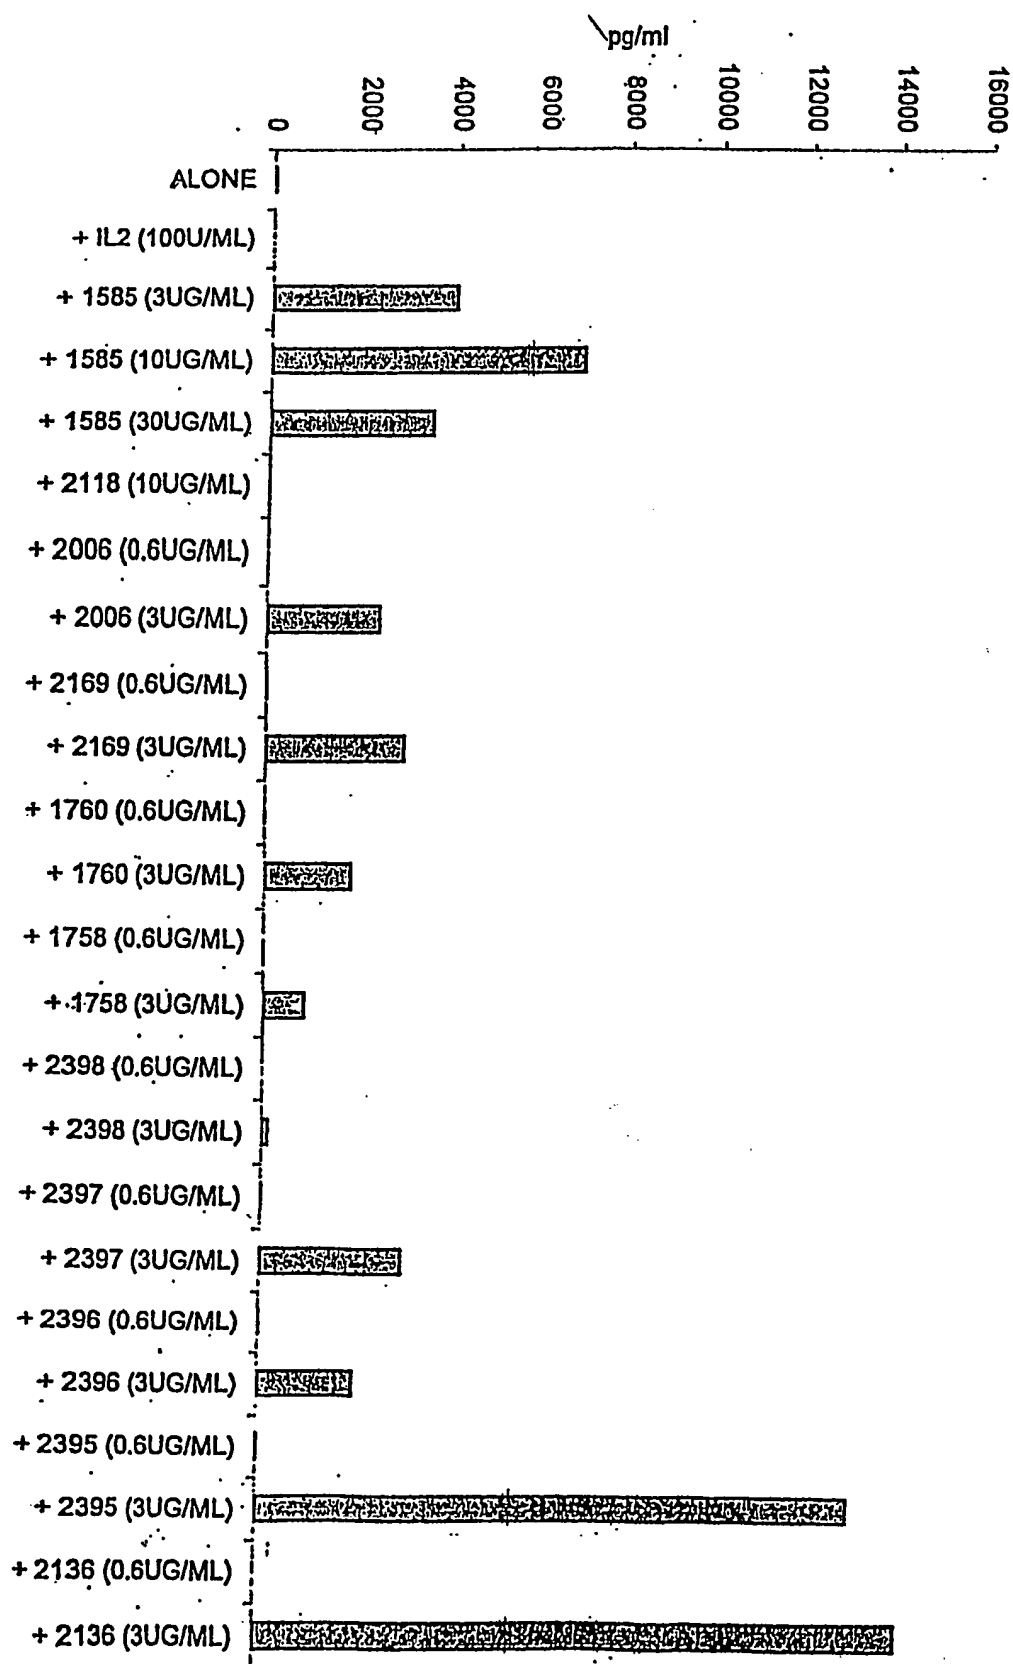 pg/ml
0
2000
4000
6000
8000
10000
12000
14000
16000
ALONE
+ IL2 (100U/ML)
+ 1585 (3UG/ML)
+ 1585 (10UG/ML)
+ 1585 (30UG/ML)
+ 2118 (10UG/ML)
+ 2006 (0.6UG/ML)
+ 2006 (3UG/ML)
+ 2169 (0.6UG/ML)
+ 2169 (3UG/ML)
+ 1760 (0.6UG/ML)
+ 1760 (3UG/ML)
+ 1758 (0.6UG/ML)
+ 1758 (3UG/ML)
+ 2398 (0.6UG/ML)
+ 2398 (3UG/ML)
+ 2397 (0.6UG/ML)
+ 2397 (3UG/ML)
+ 2396 (0.6UG/ML)
+ 2396 (3UG/ML)
+ 2395 (0.6UG/ML)
+ 2395 (3UG/ML)
+ 2136 (0.6UG/ML)
+ 2136 (3UG/ML)